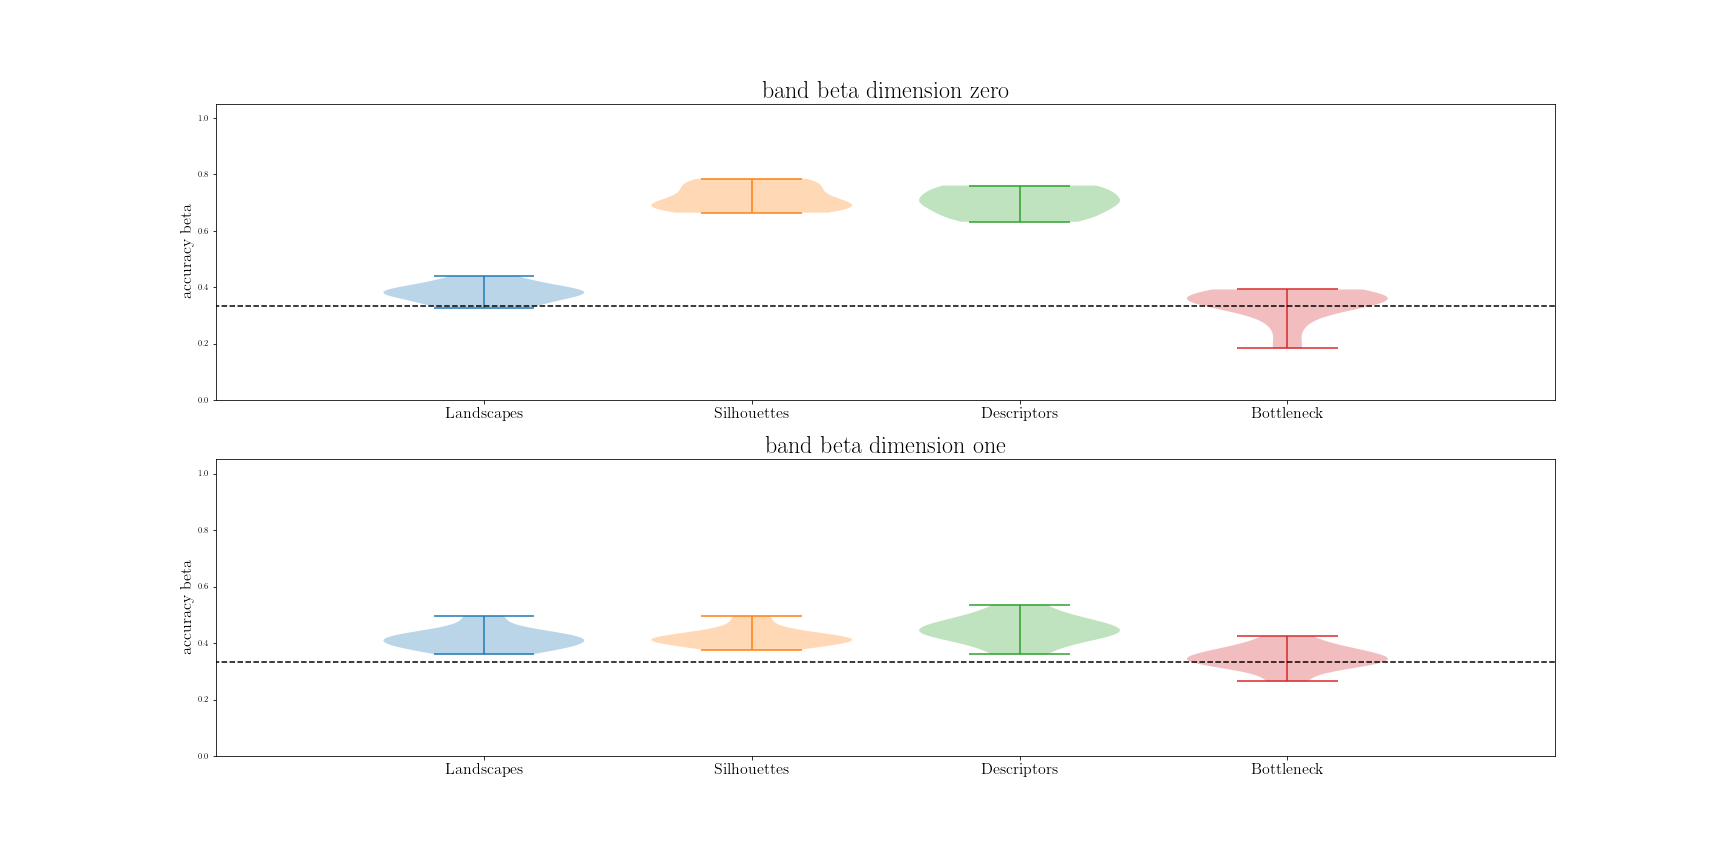 band beta dimension zero
accuracy beta
1.0
0.8
0.6
0.4
0.2
0.0
Landscapes Silhouettes Descriptors Bottleneck
band beta dimension one
accuracy beta
1.0
0.8
0.6
0.4
0.2
0.0
Landscapes Silhouettes Descriptors Bottleneck